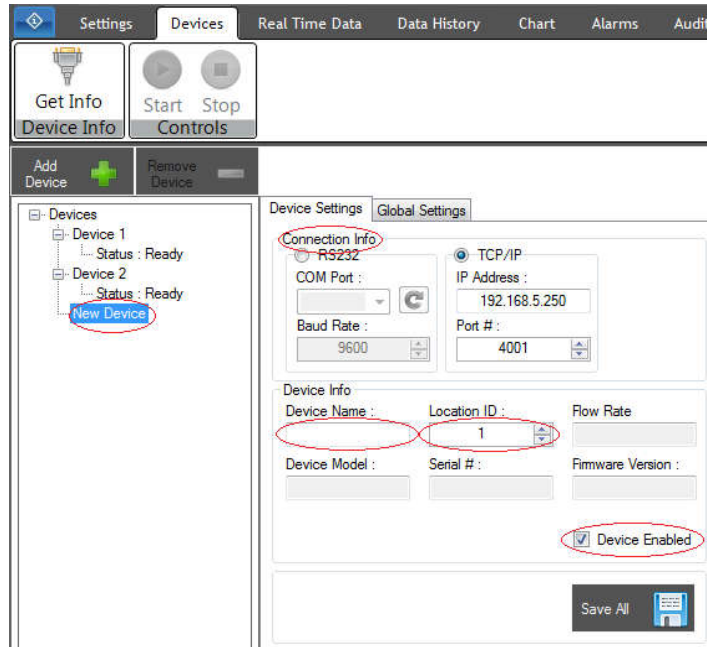 Settings Devices Real Time Data Data History Chart Alarms Audit
Get Info Start Stop
Device Info Controls
Add Device Remove Device
Devices
Device 1
Status : Ready
Device 2
Status : Ready
New Device
Device Settings Global Settings
Connection Info
RS232 TCP/IP
COM Port : IP Address :
192.168.5.250
Baud Rate : Port # :
9600 4001
Device Info
Device Name : Location ID : Flow Rate
1
Device Model : Serial # : Firmware Version :
Device Enabled
Save All